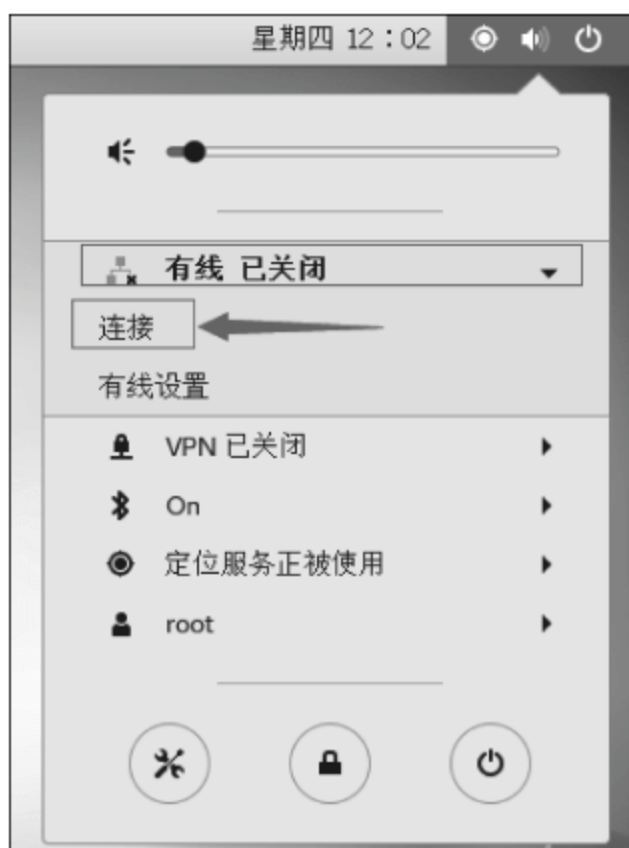 星期四 12：02
有线 已关闭
连接
有线设置
VPN 已关闭
On
定位服务正被使用
root